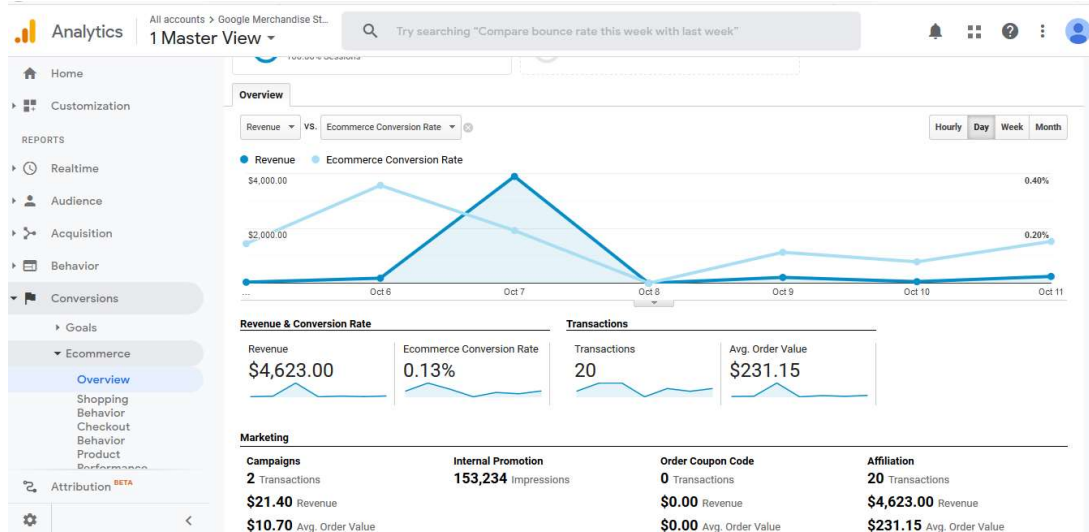 Analytics
All accounts > Google Merchandise St...
1 Master View
Try searching "Compare bounce rate this week with last week"
Home
Customization
REPORTS
Realtime
Audience
Acquisition
Behavior
Conversions
Goals
Ecommerce
Overview
Shopping
Behavior
Checkout
Behavior
Product
Performance
Attribution BETA
100.00% Sessions
Overview
Revenue VS. Ecommerce Conversion Rate
Hourly Day Week Month
Revenue Ecommerce Conversion Rate
$4,000.00 0.40%
$2,000.00 0.20%
... Oct 6 Oct 7 Oct 8 Oct 9 Oct 10 Oct 11
Revenue & Conversion Rate Transactions
Revenue Ecommerce Conversion Rate Transactions Avg. Order Value
$4,623.00 0.13% 20 $231.15
Marketing
Campaigns Internal Promotion Order Coupon Code Affiliation
2 Transactions 153,234 Impressions 0 Transactions 20 Transactions
$21.40 Revenue $0.00 Revenue $4,623.00 Revenue
$10.70 Avg. Order Value $0.00 Avg. Order Value $231.15 Avg. Order Value